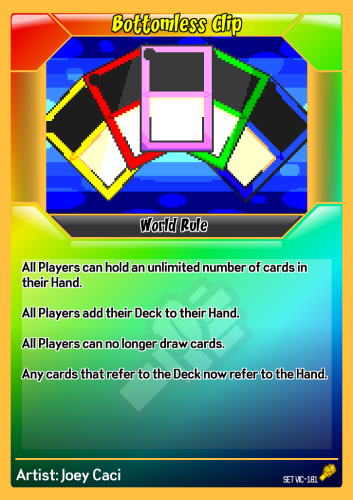 Bottomless Clip
World Rule
All Players can hold an unlimited number of cards in
their Hand.
All Players add their Deck to their Hand.
All Players can no longer draw cards.
Any cards that refer to the Deck now refer to the Hand.
Artist: Joey Caci
SET VIC-181